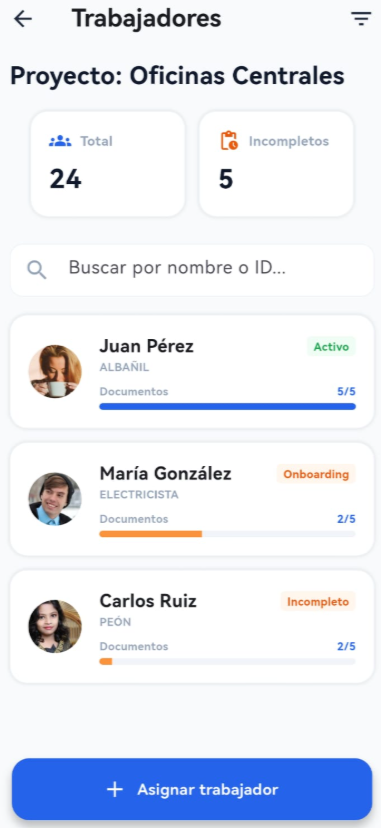 Trabajadores
Proyecto: Oficinas Centrales
Total
Incompletos
24
5
Buscar por nombre o ID...
Juan Pérez
Activo
ALBAÑIL
Documentos
5/5
María González
Onboarding
ELECTRICISTA
Documentos
2/5
Carlos Ruiz
Incompleto
PEÓN
Documentos
2/5
+ Asignar trabajador